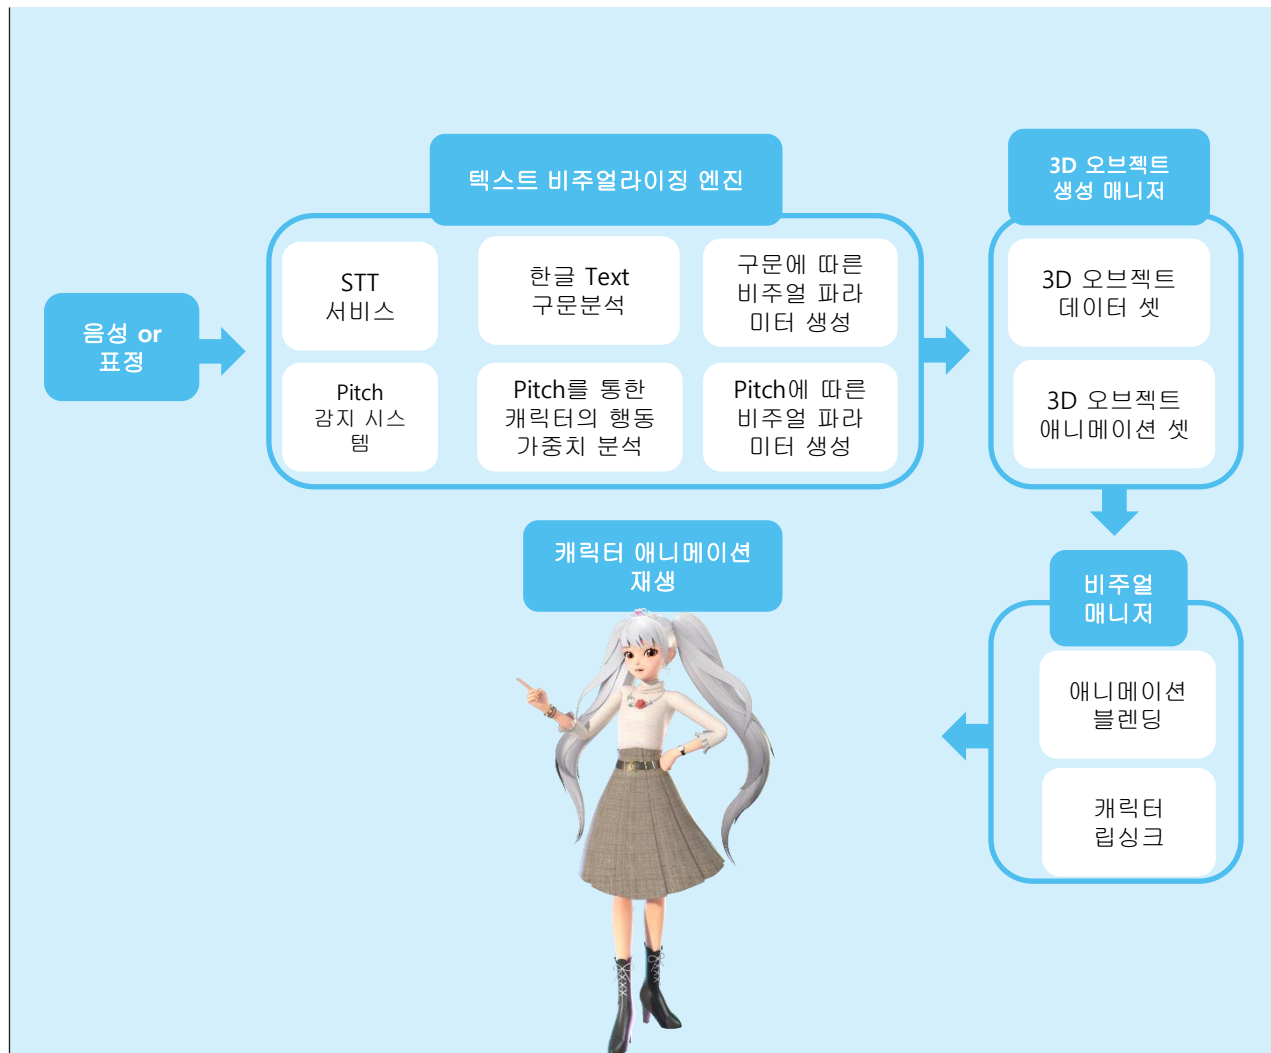 텍스트 비주얼라이징 엔진
3D 오브젝트
생성 매니저
음성 or
표정
STT
서비스
한글 Text
구문분석
구문에 따른
비주얼 파라
미터 생성
Pitch
감지 시스
템
Pitch를 통한
캐릭터의 행동
가중치 분석
Pitch에 따른
비주얼 파라
미터 생성
3D 오브젝트
데이터 셋
3D 오브젝트
애니메이션 셋
캐릭터 애니메이션
재생
비주얼
매니저
애니메이션
블렌딩
캐릭터
립싱크